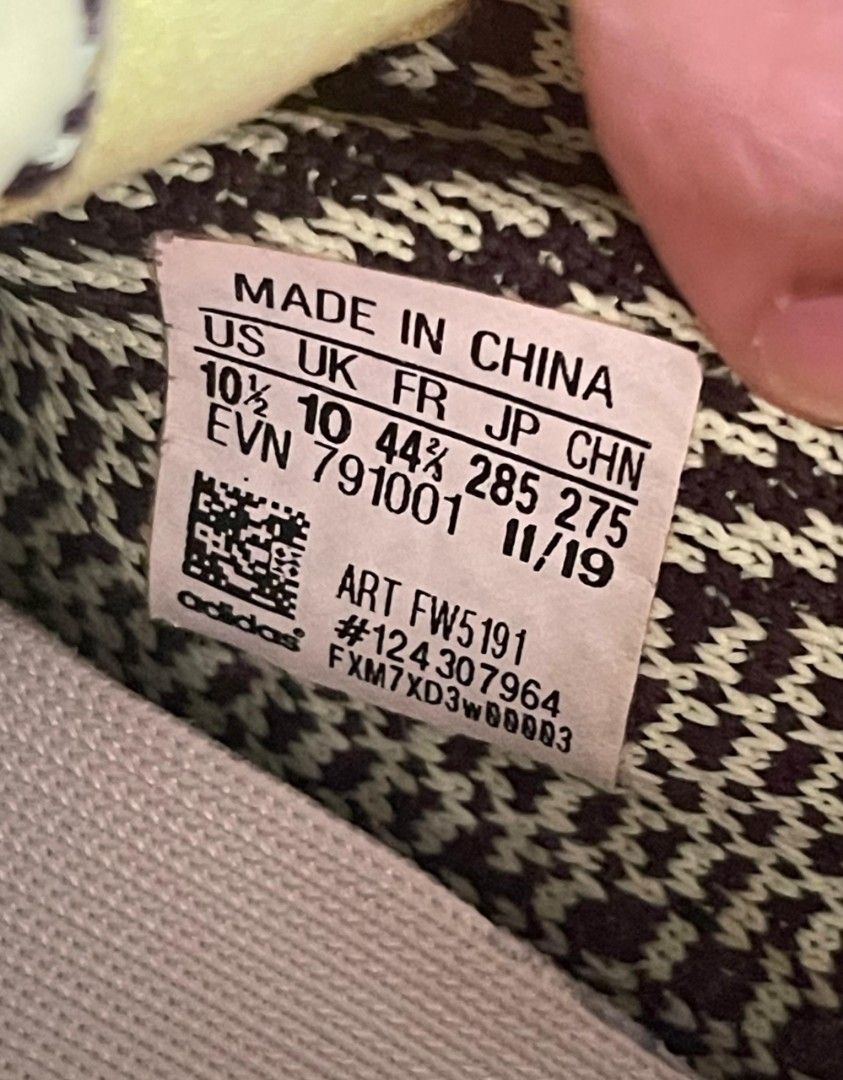 MADE IN CHINA
US UK FR JP CHN
10½ 10 44⅔ 285 275
EVN 791001 11/19
ART FW5191
#124307964
FXM7XD3w00003
adidas